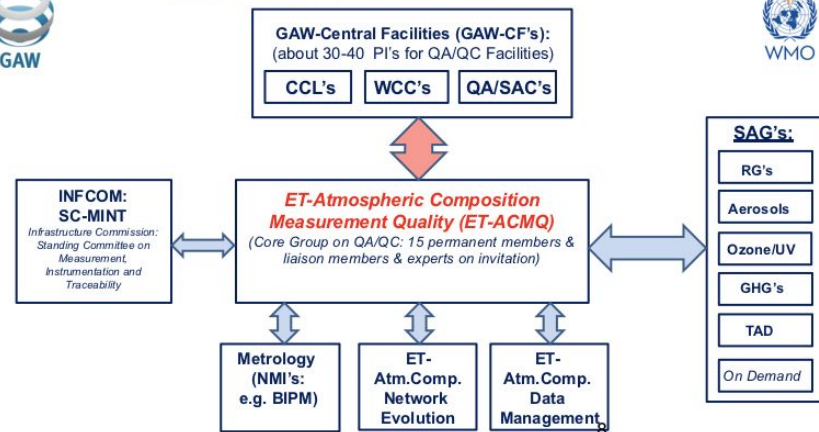 GAW
WMO
GAW-Central Facilities (GAW-CF's):
(about 30-40 PI's for QA/QC Facilities)
CCL's
WCC's
QA/SAC's
INFCOM:
SC-MINT
Infrastructure Commission:
Standing Committee on
Measurement,
Instrumentation and
Traceability
ET-Atmospheric Composition
Measurement Quality (ET-ACMQ)
(Core Group on QA/QC: 15 permanent members &
liaison members & experts on invitation)
SAG's:
RG's
Aerosols
Ozone/UV
GHG's
TAD
On Demand
Metrology
(NMI's:
e.g. BIPM)
ET-
Atm.Comp.
Network
Evolution
ET-
Atm.Comp.
Data
Management
8